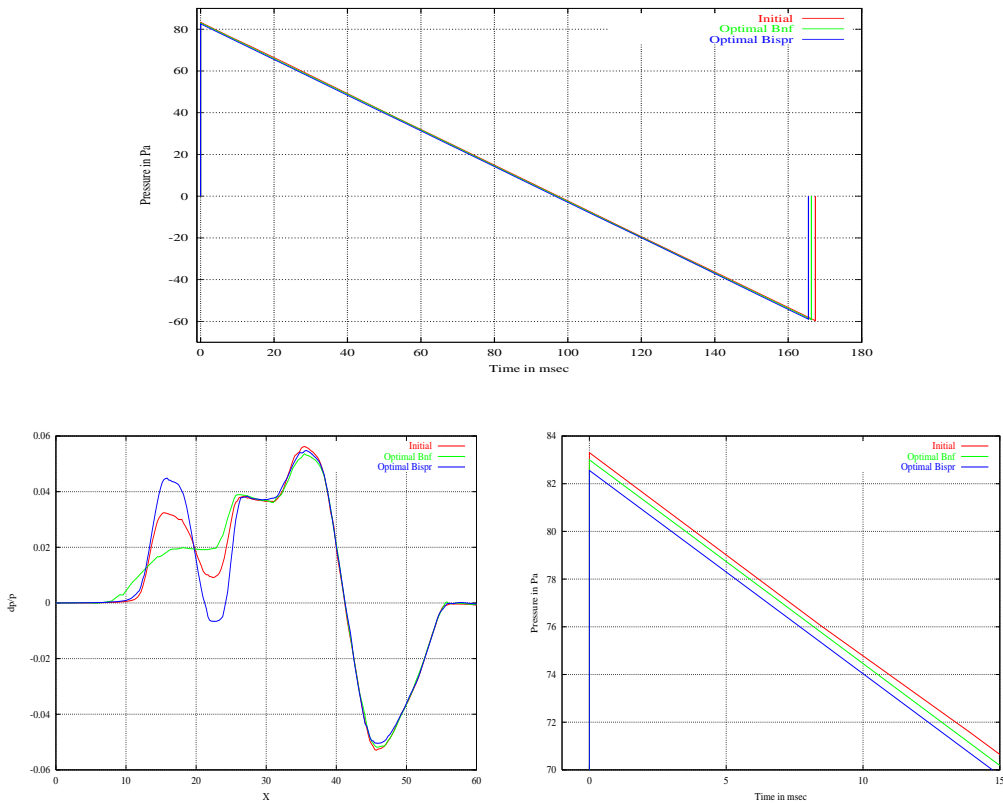 Initial
Optimal Bnf
Optimal Bispr
80
60
40
20
0
-20
-40
-60
Pressure in Pa
0 20 40 60 80 100 120 140 160 180
Time in msec
Initial
Optimal Bnf
Optimal Bispr
0.06
0.04
0.02
0
-0.02
-0.04
-0.06
dp/p
0 10 20 30 40 50 60
X
Initial
Optimal Bnf
Optimal Bispr
84
82
80
78
76
74
72
70
Pressure in Pa
0 5 10 15
Time in msec